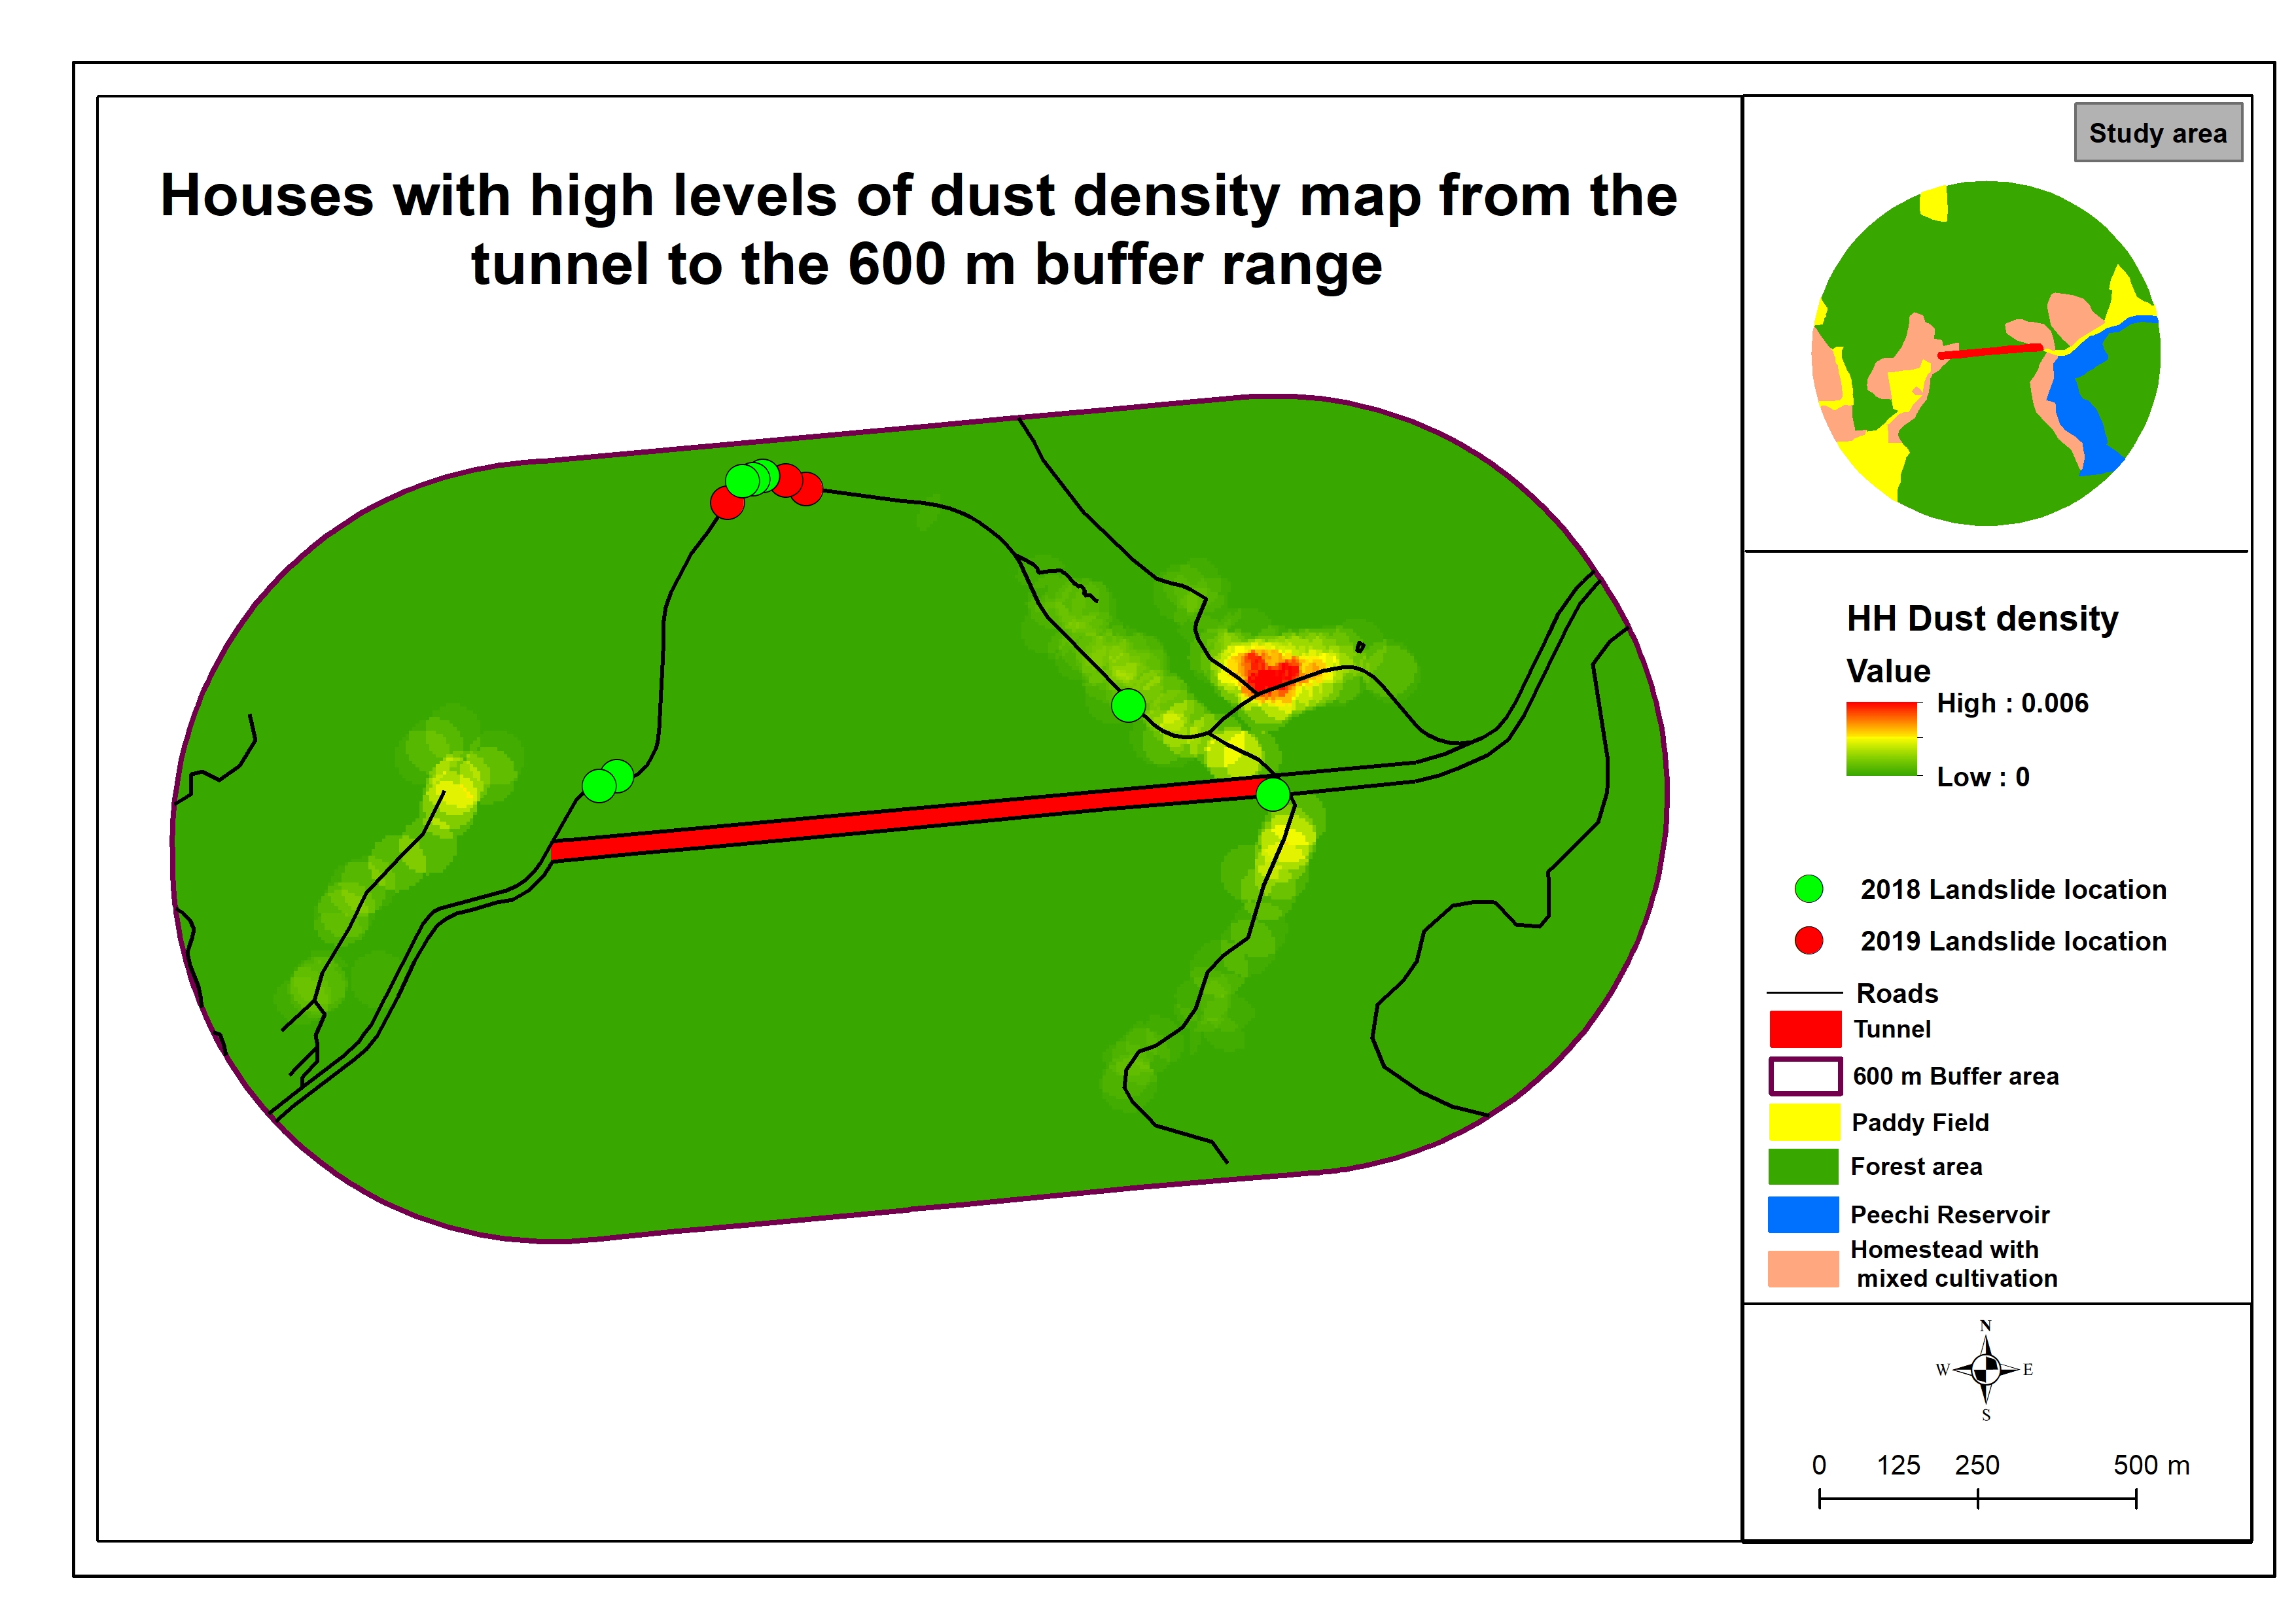 Houses with high levels of dust density map from the
tunnel to the 600 m buffer range
Study area
HH Dust density
Value
High : 0.006
Low : 0
2018 Landslide location
2019 Landslide location
Roads
Tunnel
600 m Buffer area
Paddy Field
Forest area
Peechi Reservoir
Homestead with
mixed cultivation
N
W E
S
0 125 250 500 m